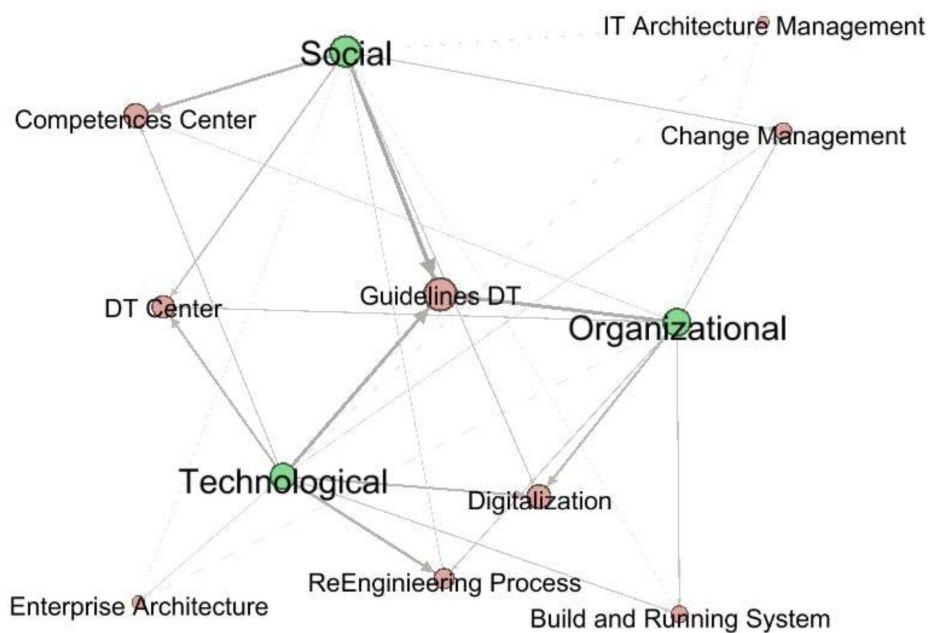 IT Architecture Management
Social
Competences Center
Change Management
Guidelines DT
DT Center
Organizational
Technological
Digitalization
ReEnginieering Process
Enterprise Architecture
Build and Running System